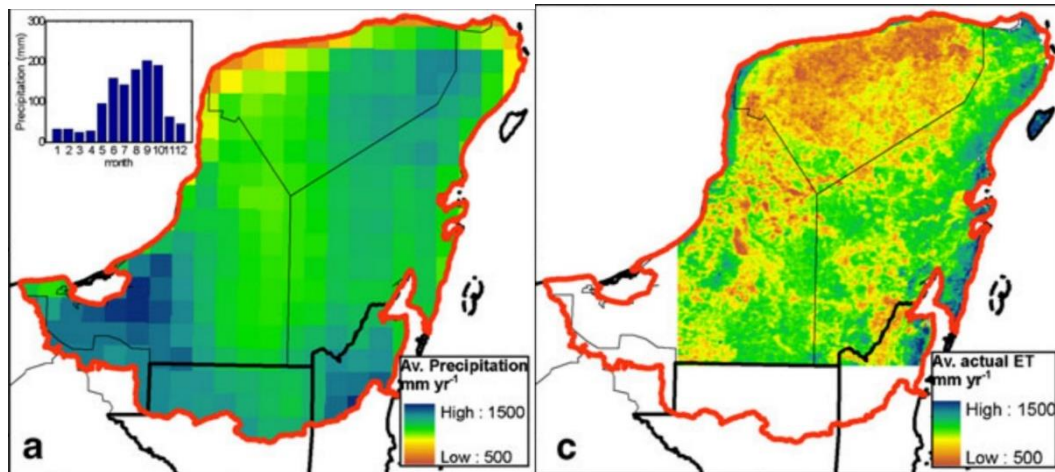 300
200
100
0
Precipitation (mm)
1 2 3 4 5 6 7 8 9 10 11 12
month
Av. Precipitation
mm yr-1
High : 1500
Low : 500
a
Av. actual ET
mm yr-1
High : 1500
Low : 500
c